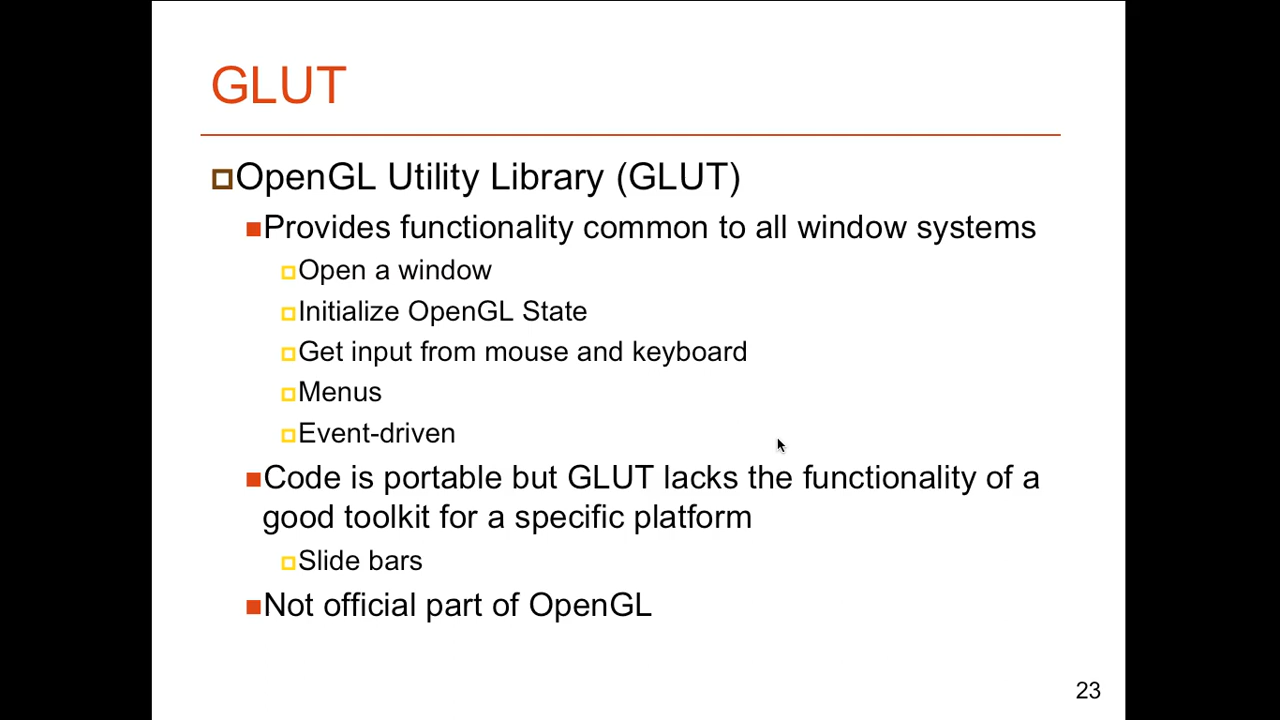 GLUT
OpenGL Utility Library (GLUT)
Provides functionality common to all window systems
Open a window
Initialize OpenGL State
Get input from mouse and keyboard
Menus
Event-driven
Code is portable but GLUT lacks the functionality of a
good toolkit for a specific platform
Slide bars
Not official part of OpenGL
23